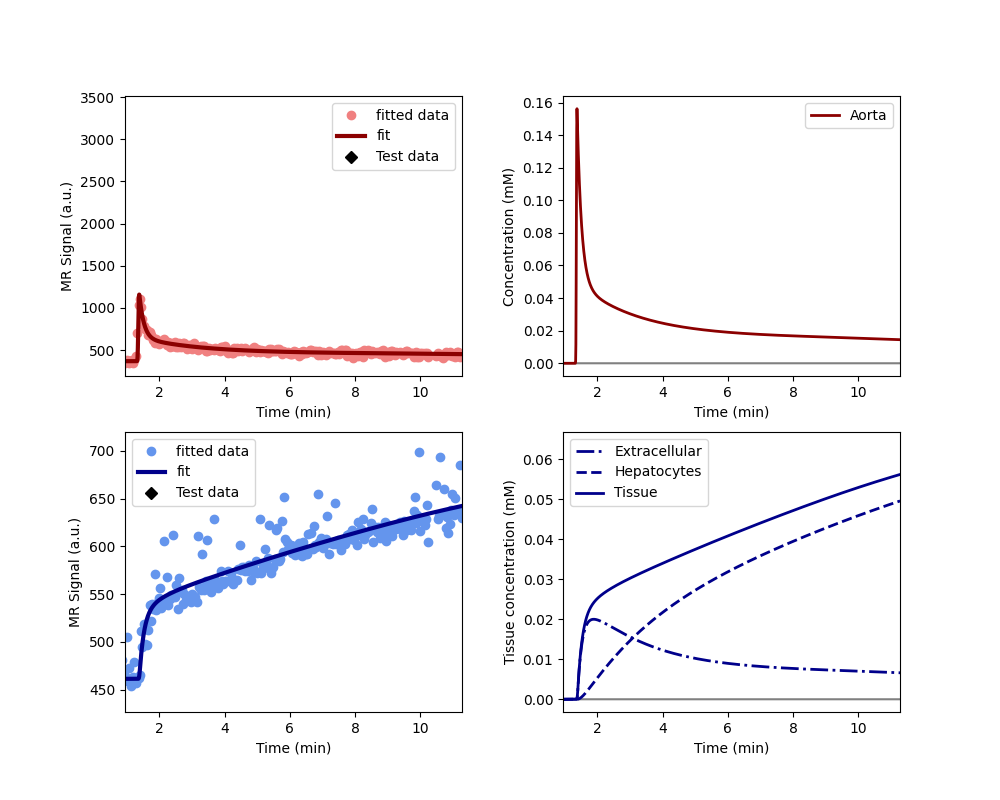 3500
3000
2500
2000
1500
1000
500
MR Signal (a.u.)
fitted data
fit
Test data
2 4 6 8 10
Time (min)
0.16
0.14
0.12
0.10
0.08
0.06
0.04
0.02
0.00
Concentration (mM)
Aorta
2 4 6 8 10
Time (min)
700
650
600
550
500
450
MR Signal (a.u.)
fitted data
fit
Test data
2 4 6 8 10
Time (min)
0.06
0.05
0.04
0.03
0.02
0.01
0.00
Tissue concentration (mM)
Extracellular
Hepatocytes
Tissue
2 4 6 8 10
Time (min)